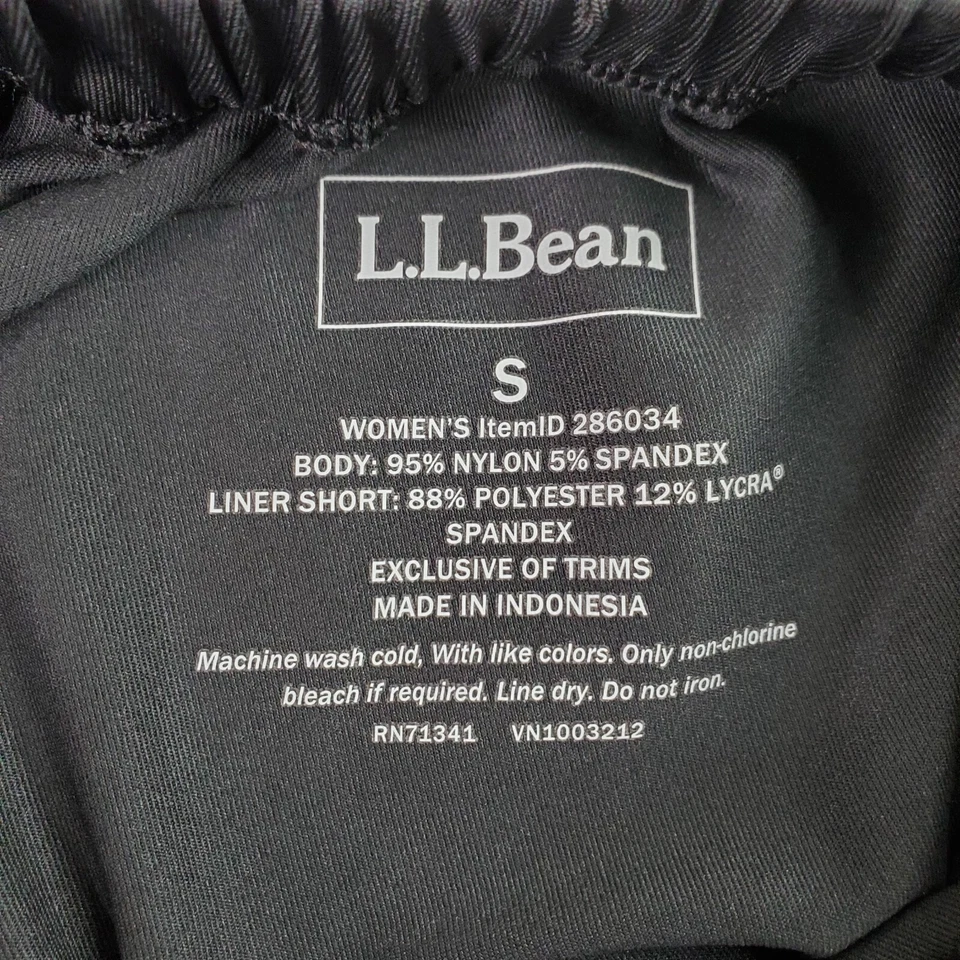 L.L.Bean
S
WOMEN'S ItemID 286034
BODY: 95% NYLON 5% SPANDEX
LINER SHORT: 88% POLYESTER 12% LYCRA®
SPANDEX
EXCLUSIVE OF TRIMS
MADE IN INDONESIA
Machine wash cold, With like colors. Only non-chlorine
bleach if required. Line dry. Do not iron.
RN71341 VN1003212